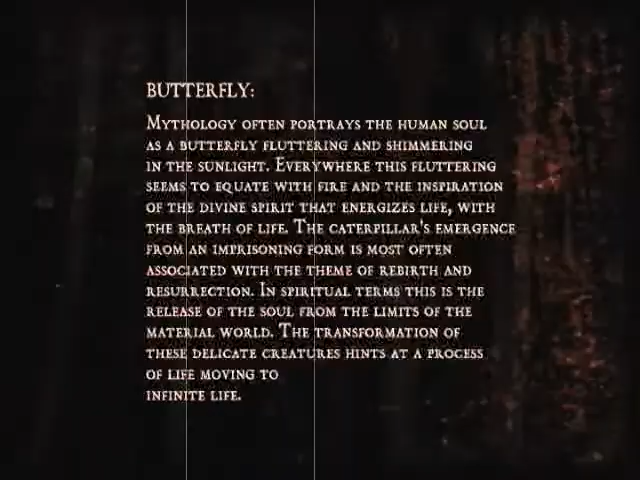 BUTTERFLY:
MYTHOLOGY OFTEN PORTRAYS THE HUMAN SOUL
AS A BUTTERFLY FLUTTERING AND SHIMMERING
IN THE SUNLIGHT. EVERYWHERE THIS FLUTTERING
SEEMS TO EQUATE WITH FIRE AND THE INSPIRATION
OF THE DIVINE SPIRIT THAT ENERGIZES LIFE, WITH
THE BREATH OF LIFE. THE CATERPILLAR'S EMERGENCE
FROM AN IMPRISONING FORM IS MOST OFTEN
ASSOCIATED WITH THE THEME OF REBIRTH AND
RESURRECTION. IN SPIRITUAL TERMS THIS IS THE
RELEASE OF THE SOUL FROM THE LIMITS OF THE
MATERIAL WORLD. THE TRANSFORMATION OF
THESE DELICATE CREATURES HINTS AT A PROCESS
OF LIFE MOVING TO
INFINITE LIFE.